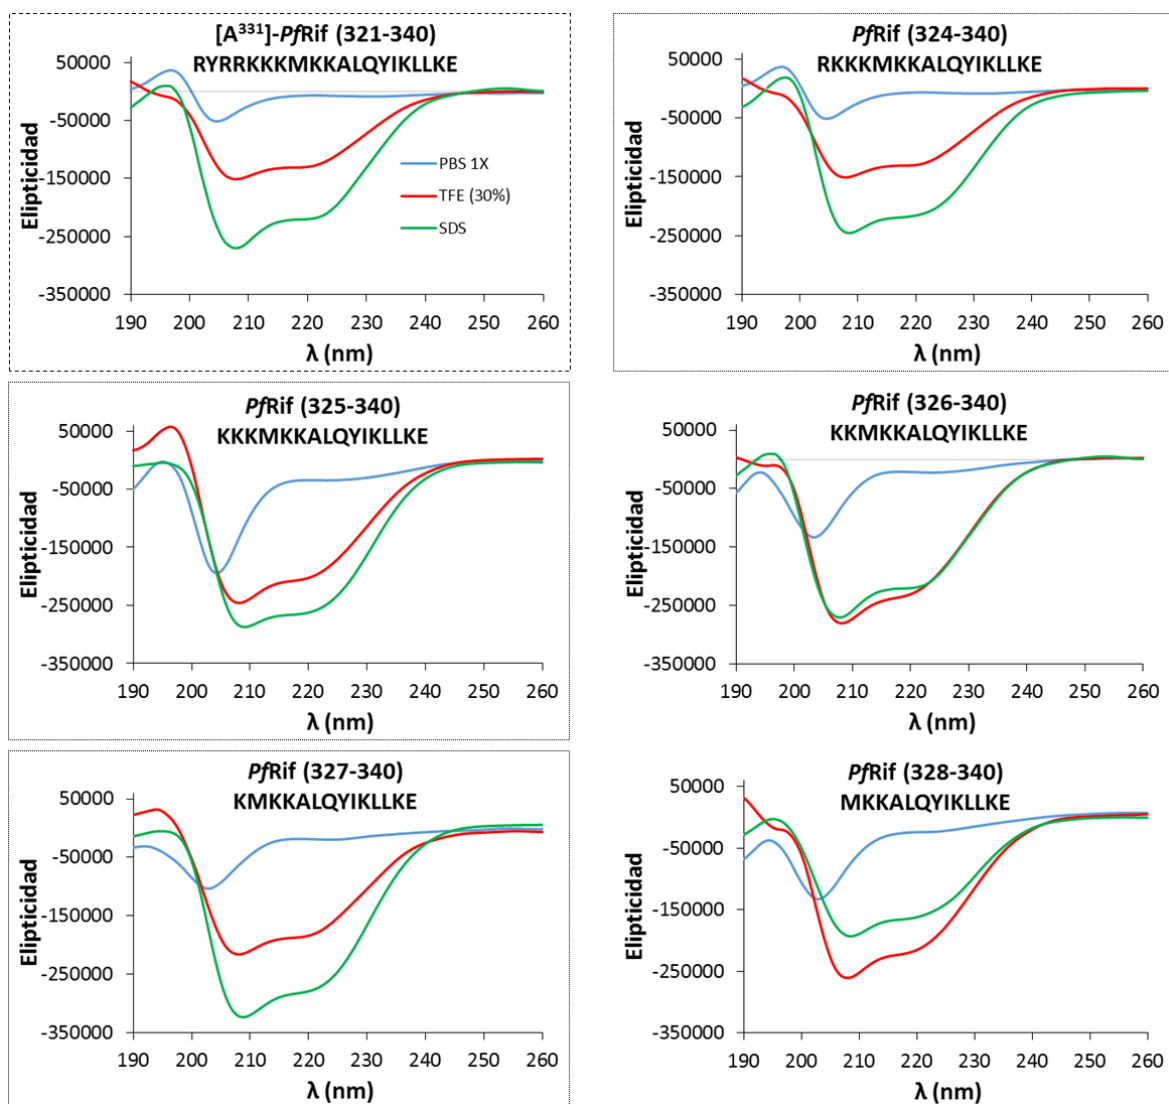 [A³³¹]-PfRif (321-340)
RYRRKKKMKKALQYIKLLKE
50000
-50000
-150000
-250000
-350000
Elipticidad
PBS 1X
TFE (30%)
SDS
190 200 210 220 230 240 250 260
λ (nm)
PfRif (324-340)
RKKKMKKALQYIKLLKE
50000
-50000
-150000
-250000
-350000
Elipticidad
190 200 210 220 230 240 250 260
λ (nm)
PfRif (325-340)
KKKMKKALQYIKLLKE
50000
-50000
-150000
-250000
-350000
Elipticidad
190 200 210 220 230 240 250 260
λ (nm)
PfRif (326-340)
KKMKKALQYIKLLKE
50000
-50000
-150000
-250000
-350000
Elipticidad
190 200 210 220 230 240 250 260
λ (nm)
PfRif (327-340)
KMKKALQYIKLLKE
50000
-50000
-150000
-250000
-350000
Elipticidad
190 200 210 220 230 240 250 260
λ (nm)
PfRif (328-340)
MKKALQYIKLLKE
50000
-50000
-150000
-250000
-350000
Elipticidad
190 200 210 220 230 240 250 260
λ (nm)